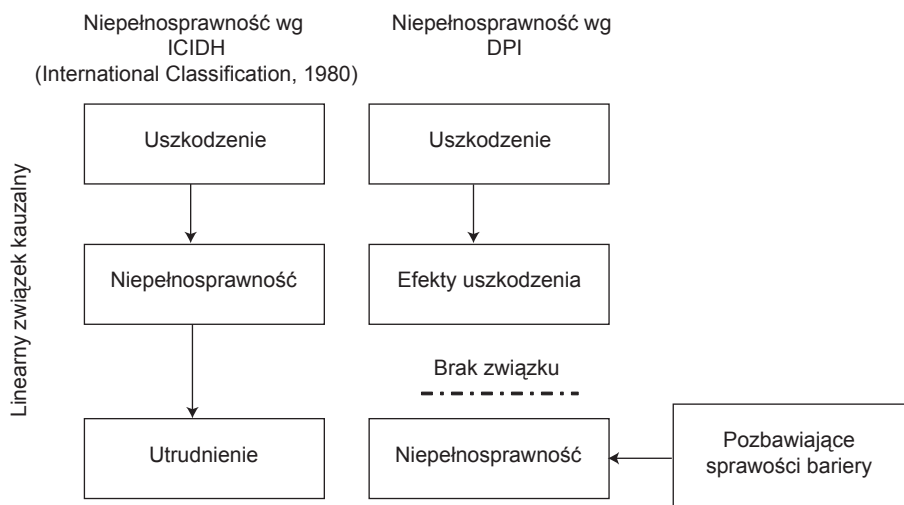 Niepełnosprawność wg
ICIDH
(International Classification, 1980)
Niepełnosprawność wg
DPI
Linearny związek kauzalny
Uszkodzenie
Uszkodzenie
Niepełnosprawność
Efekty uszkodzenia
Brak związku
Utrudnienie
Niepełnosprawność
Pozbawiające
sprawości bariery